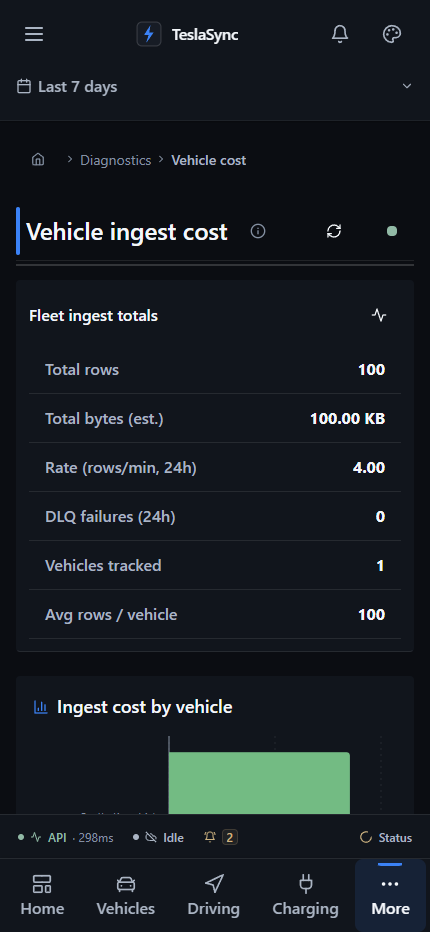 TeslaSync
Last 7 days
Diagnostics > Vehicle cost
Vehicle ingest cost
Fleet ingest totals
Total rows 100
Total bytes (est.) 100.00 KB
Rate (rows/min, 24h) 4.00
DLQ failures (24h) 0
Vehicles tracked 1
Avg rows / vehicle 100
Ingest cost by vehicle
API · 298ms Idle 2 Status
Home Vehicles Driving Charging More